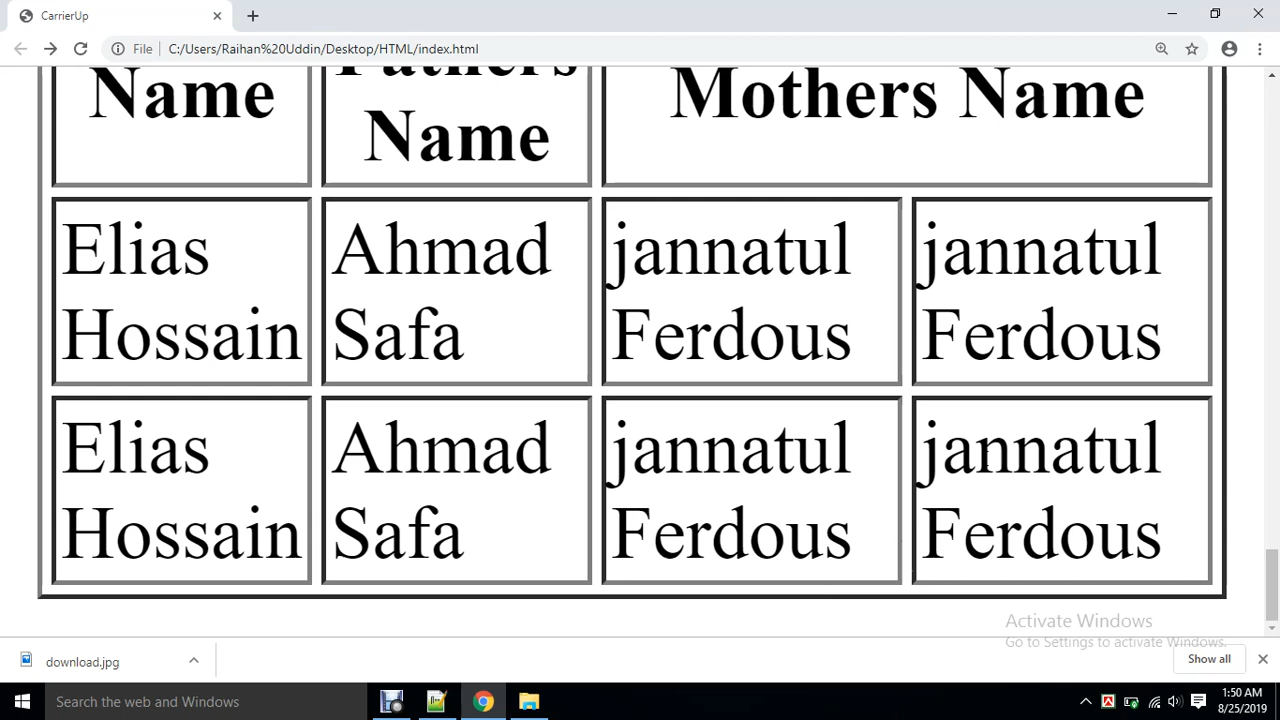 CarrierUp
File
C:/Users/Raihan%20Uddin/Desktop/HTML/index.html
Name
Fathers
Name
Mothers Name
Elias
Hossain
Ahmad
Safa
jannatul
Ferdous
jannatul
Ferdous
Elias
Hossain
Ahmad
Safa
jannatul
Ferdous
jannatul
Ferdous
Activate Windows
Go to Settings to activate Windows.
download.jpg
Show all
Search the web and Windows
1:50 AM
8/25/2019